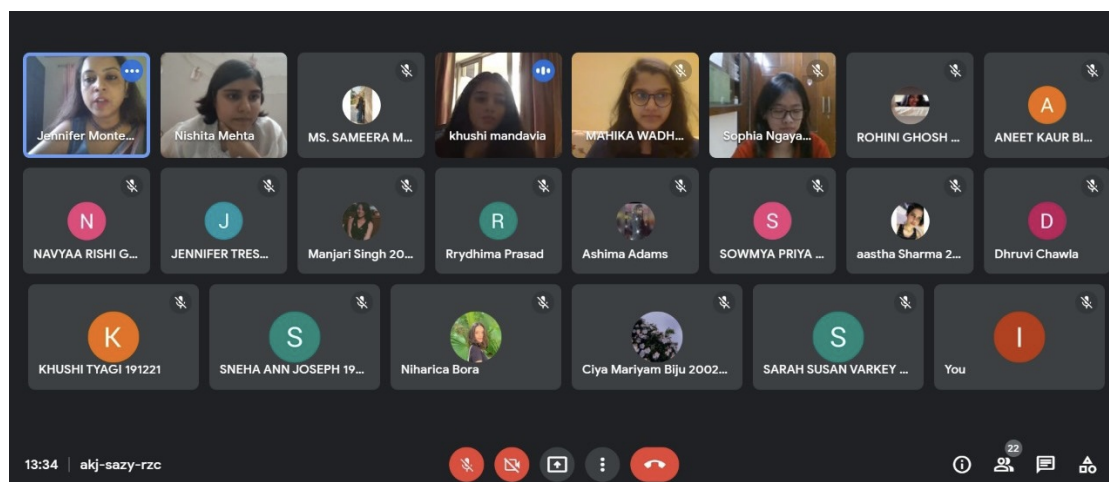 Jennifer Monte...
Nishita Mehta
MS. SAMEERA M...
khushi mandavia
MAHIKA WADH...
Sophia Ngaya...
ROHINI GHOSH ...
A
ANEET KAUR BI...
N
NAVYAA RISHI G...
J
JENNIFER TRES...
Manjari Singh 20...
R
Rrydhima Prasad
Ashima Adams
S
SOWMYA PRIYA ...
aastha Sharma 2...
D
Dhruvi Chawla
K
KHUSHI TYAGI 191221
S
SNEHA ANN JOSEPH 19...
Niharica Bora
Ciya Mariyam Biju 2002...
S
SARAH SUSAN VARKEY ...
I
You
13:34 | akj-sazy-rzc
22